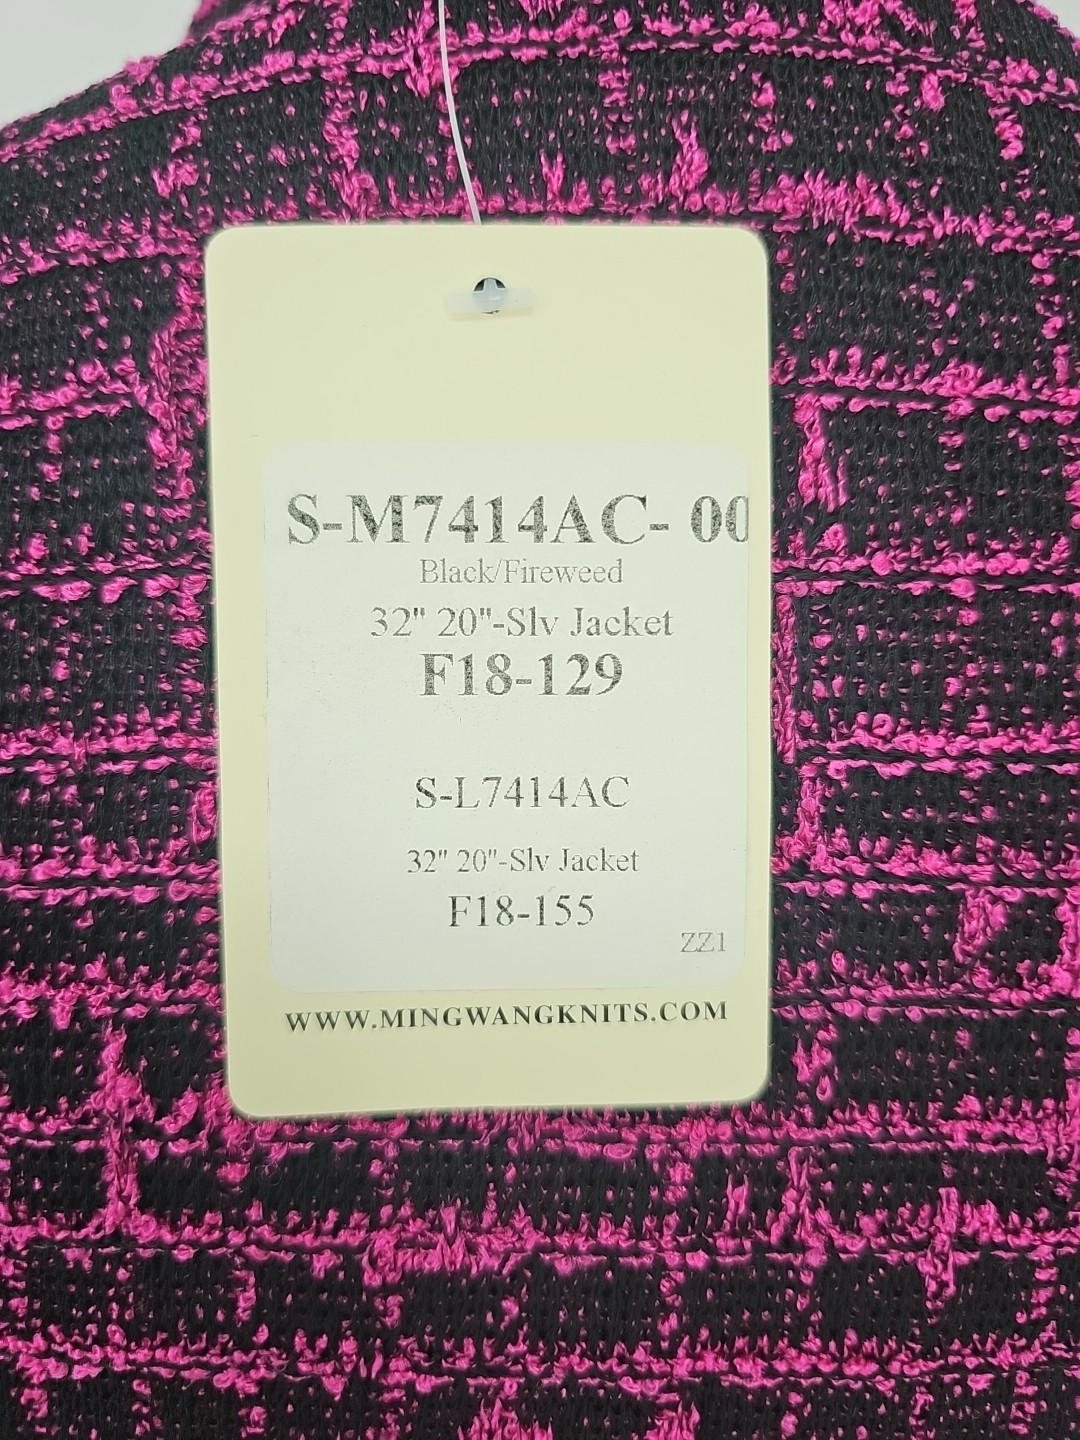 S-M7414AC- 00
Black/Fireweed
32" 20"-Slv Jacket
F18-129
S-L7414AC
32" 20"-Slv Jacket
F18-155
ZZ1
WWW.MINGWANGKNITS.COM